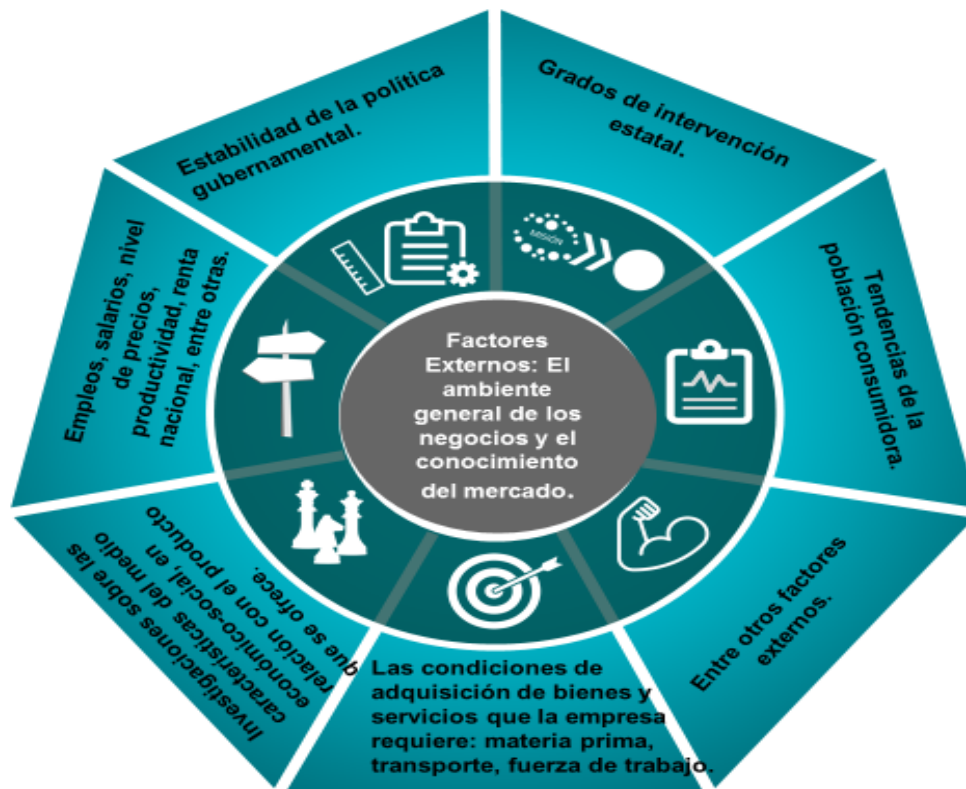 Estabilidad de la política
gubernamental.
Grados de intervención
estatal.
Tendencias de la
población consumidora.
Entre otros factores
externos.
Las condiciones de
adquisición de bienes y
servicios que la empresa
requiere: materia prima,
transporte, fuerza de trabajo.
Investigaciones sobre las
características del medio
económico-social, en
relación con el producto
que se ofrece.
Empleos, salarios, nivel
de precios,
productividad, renta
nacional, entre otras.
MISIÓN
Factores
Externos: El
ambiente
general de los
negocios y el
conocimiento
del mercado.